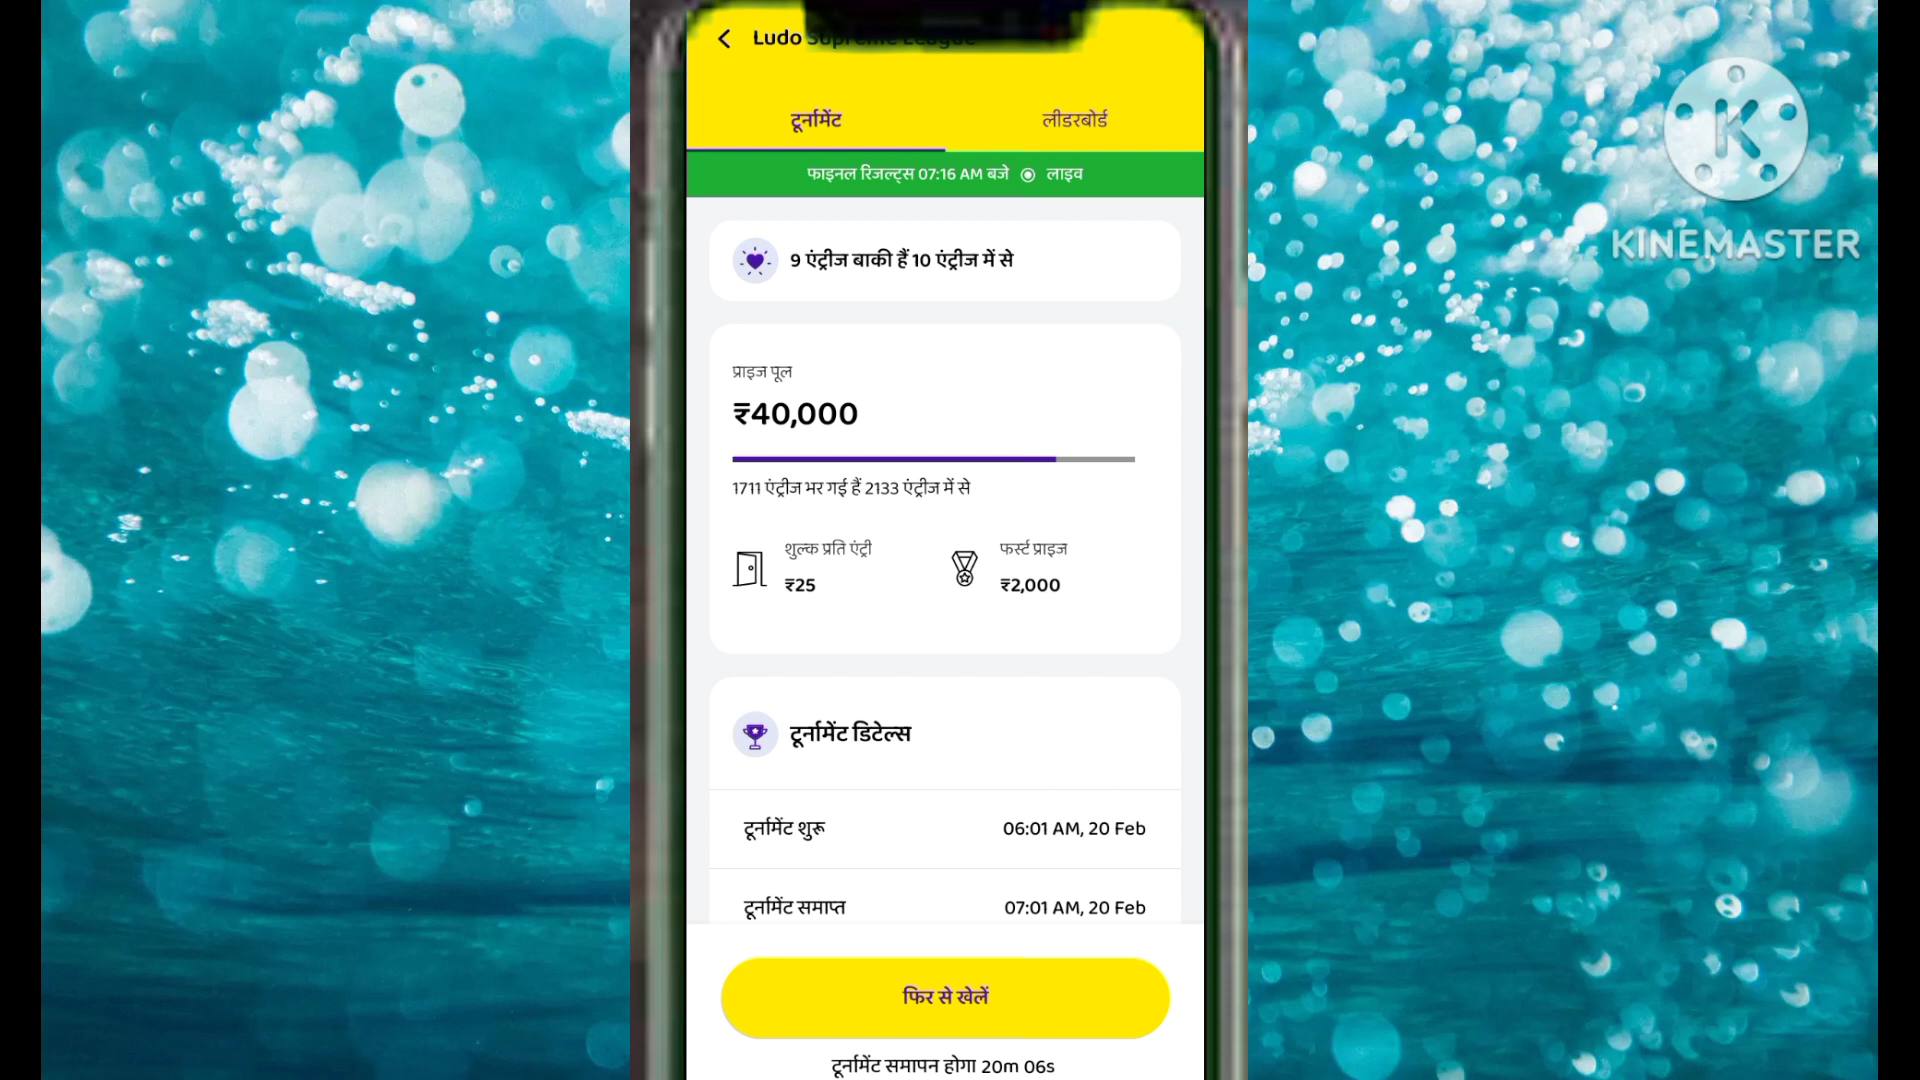 Ludo Supreme League
टूर्नामेंट
लीडरबोर्ड
फाइनल रिजल्ट्स 07:16 AM बजे लाइव
9 एंट्रीज बाकी हैं 10 एंट्रीज में से
प्राइज पूल
₹40,000
1711 एंट्रीज भर गई हैं 2133 एंट्रीज में से
शुल्क प्रति एंट्री
₹25
फर्स्ट प्राइज
₹2,000
टूर्नामेंट डिटेल्स
टूर्नामेंट शुरू 06:01 AM, 20 Feb
टूर्नामेंट समाप्त 07:01 AM, 20 Feb
फिर से खेलें
टूर्नामेंट समापन होगा 20m 06s
K
KINEMASTER